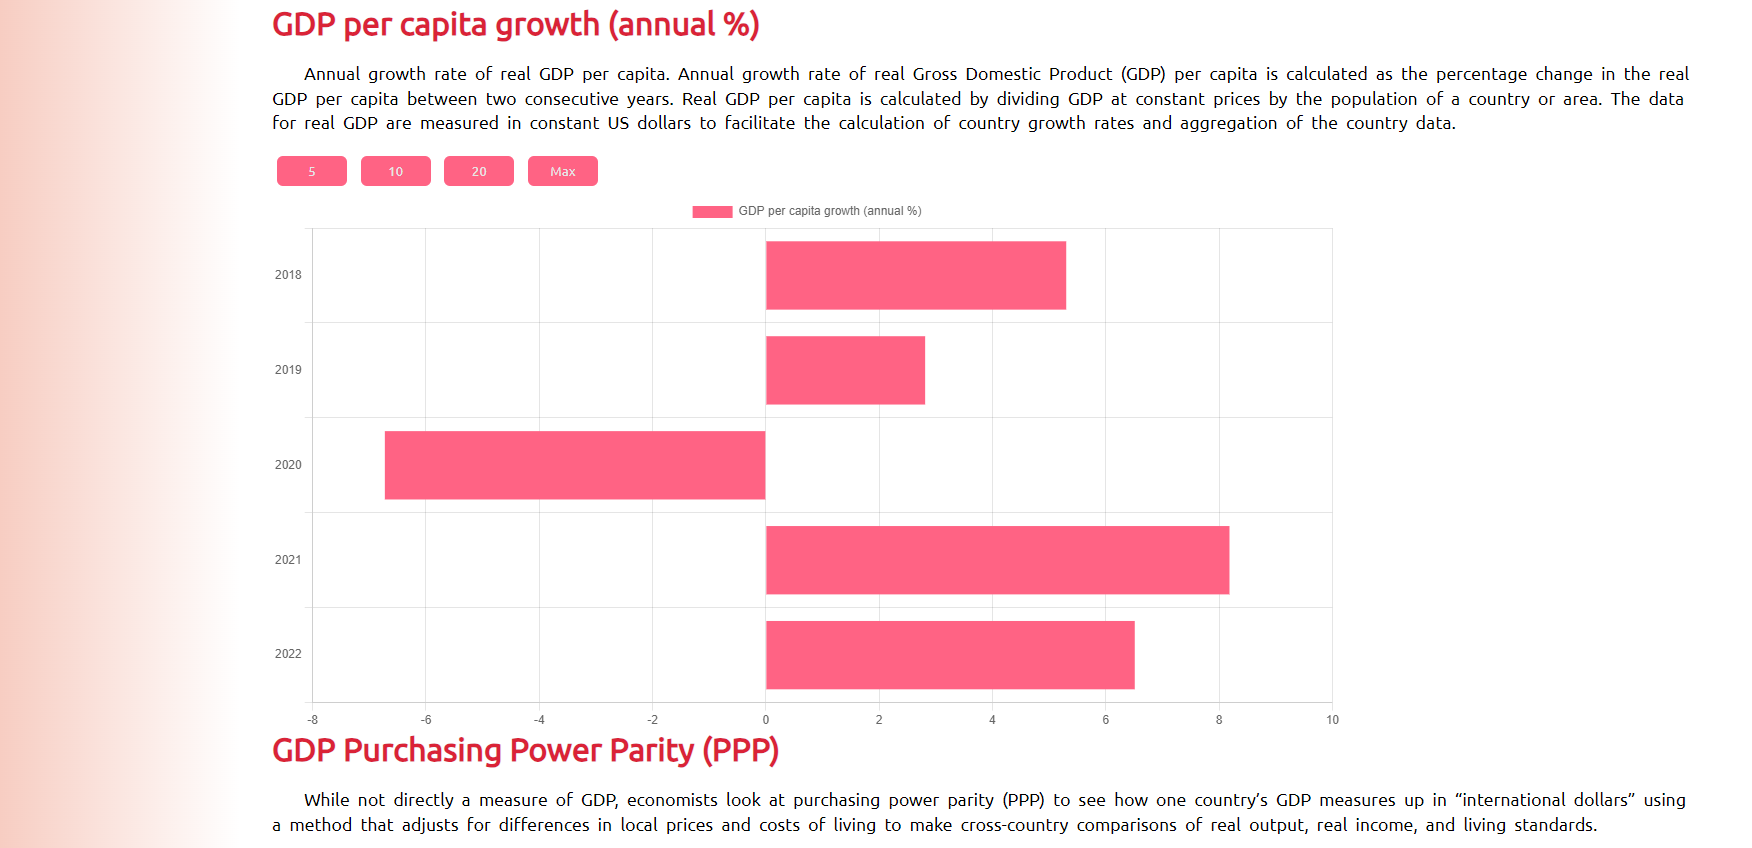 GDP per capita growth (annual %)
Annual growth rate of real GDP per capita. Annual growth rate of real Gross Domestic Product (GDP) per capita is calculated as the percentage change in the real
GDP per capita between two consecutive years. Real GDP per capita is calculated by dividing GDP at constant prices by the population of a country or area. The data
for real GDP are measured in constant US dollars to facilitate the calculation of country growth rates and aggregation of the country data.
5 10 20 Max
GDP per capita growth (annual %)
2018
2019
2020
2021
2022
-8 -6 -4 -2 0 2 4 6 8 10
GDP Purchasing Power Parity (PPP)
While not directly a measure of GDP, economists look at purchasing power parity (PPP) to see how one country’s GDP measures up in “international dollars” using
a method that adjusts for differences in local prices and costs of living to make cross-country comparisons of real output, real income, and living standards.